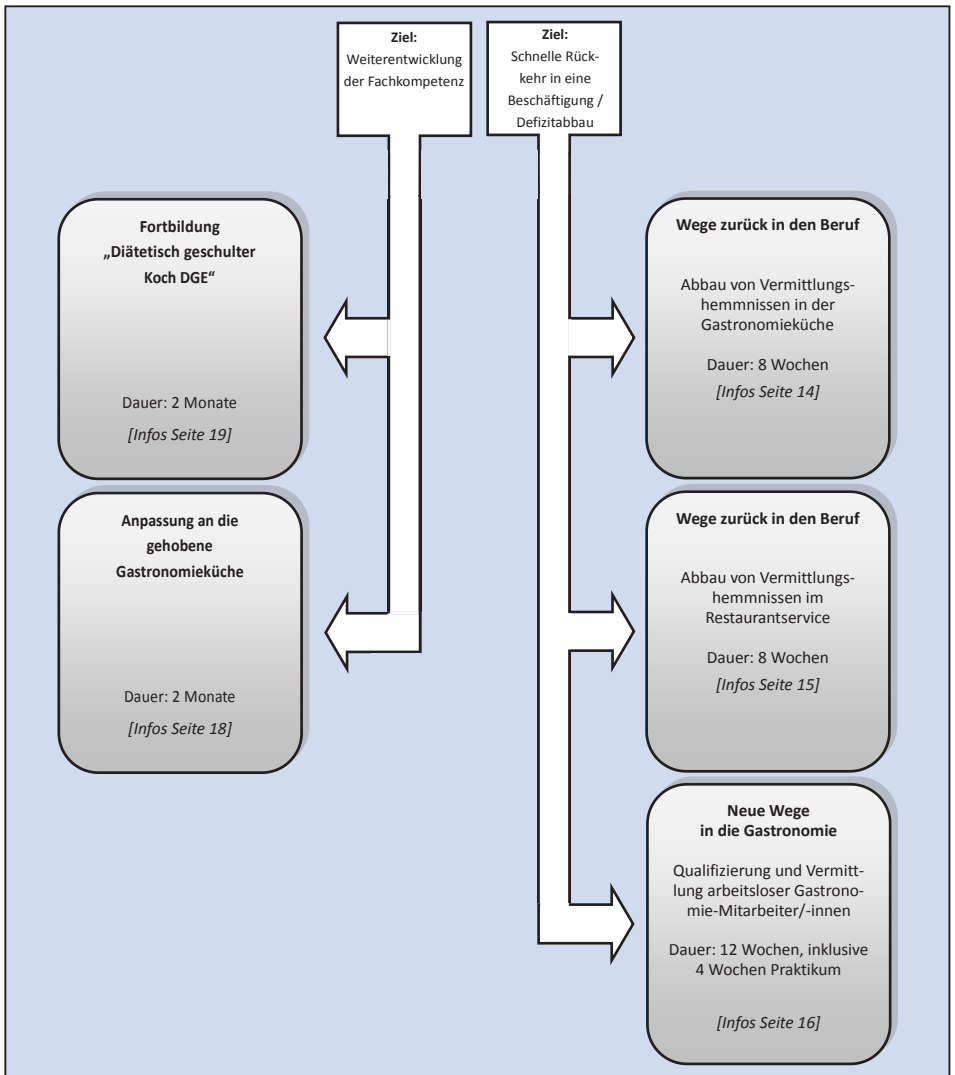 Ziel:
Weiterentwicklung
der Fachkompetenz
Ziel:
Schnelle Rück-
kehr in eine
Beschäftigung /
Defizitabbau
Fortbildung
„Diätetisch geschulter
Koch DGE“
Dauer: 2 Monate
[Infos Seite 19]
Anpassung an die
gehobene
Gastronomieküche
Dauer: 2 Monate
[Infos Seite 18]
Wege zurück in den Beruf
Abbau von Vermittlungs-
hemmnissen in der
Gastronomieküche
Dauer: 8 Wochen
[Infos Seite 14]
Wege zurück in den Beruf
Abbau von Vermittlungs-
hemmnissen im
Restaurantservice
Dauer: 8 Wochen
[Infos Seite 15]
Neue Wege
in die Gastronomie
Qualifizierung und Vermitt-
lung arbeitsloser Gastrono-
mie-Mitarbeiter/-innen
Dauer: 12 Wochen, inklusive
4 Wochen Praktikum
[Infos Seite 16]